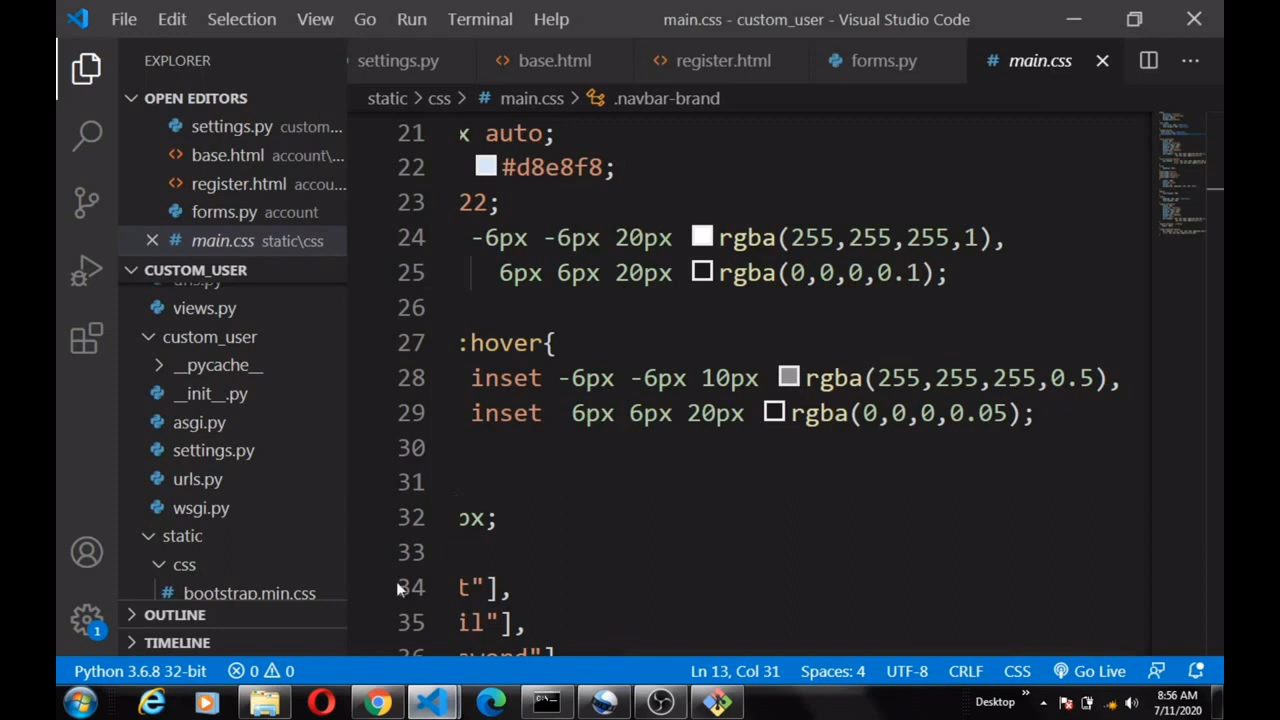 File Edit Selection View Go Run Terminal Help main.css - custom_user - Visual Studio Code
EXPLORER
settings.py base.html register.html forms.py # main.css
OPEN EDITORS
settings.py custom...
base.html account\...
register.html accou...
forms.py account
# main.css static\css
CUSTOM_USER
urls.py
views.py
custom_user
__pycache__
__init__.py
asgi.py
settings.py
urls.py
wsgi.py
static
css
# bootstrap.min.css
OUTLINE
TIMELINE
static > css > # main.css > .navbar-brand
21 x auto;
22 #d8e8f8;
23 22;
24 -6px -6px 20px rgba(255,255,255,1),
25 6px 6px 20px rgba(0,0,0,0.1);
26
27 :hover{
28 inset -6px -6px 10px rgba(255,255,255,0.5),
29 inset 6px 6px 20px rgba(0,0,0,0.05);
30
31
32 px;
33
34 t"],
35 il"],
36 sword"]
1
Python 3.6.8 32-bit 0 0 Ln 13, Col 31 Spaces: 4 UTF-8 CRLF CSS Go Live
Desktop » 8:56 AM
7/11/2020